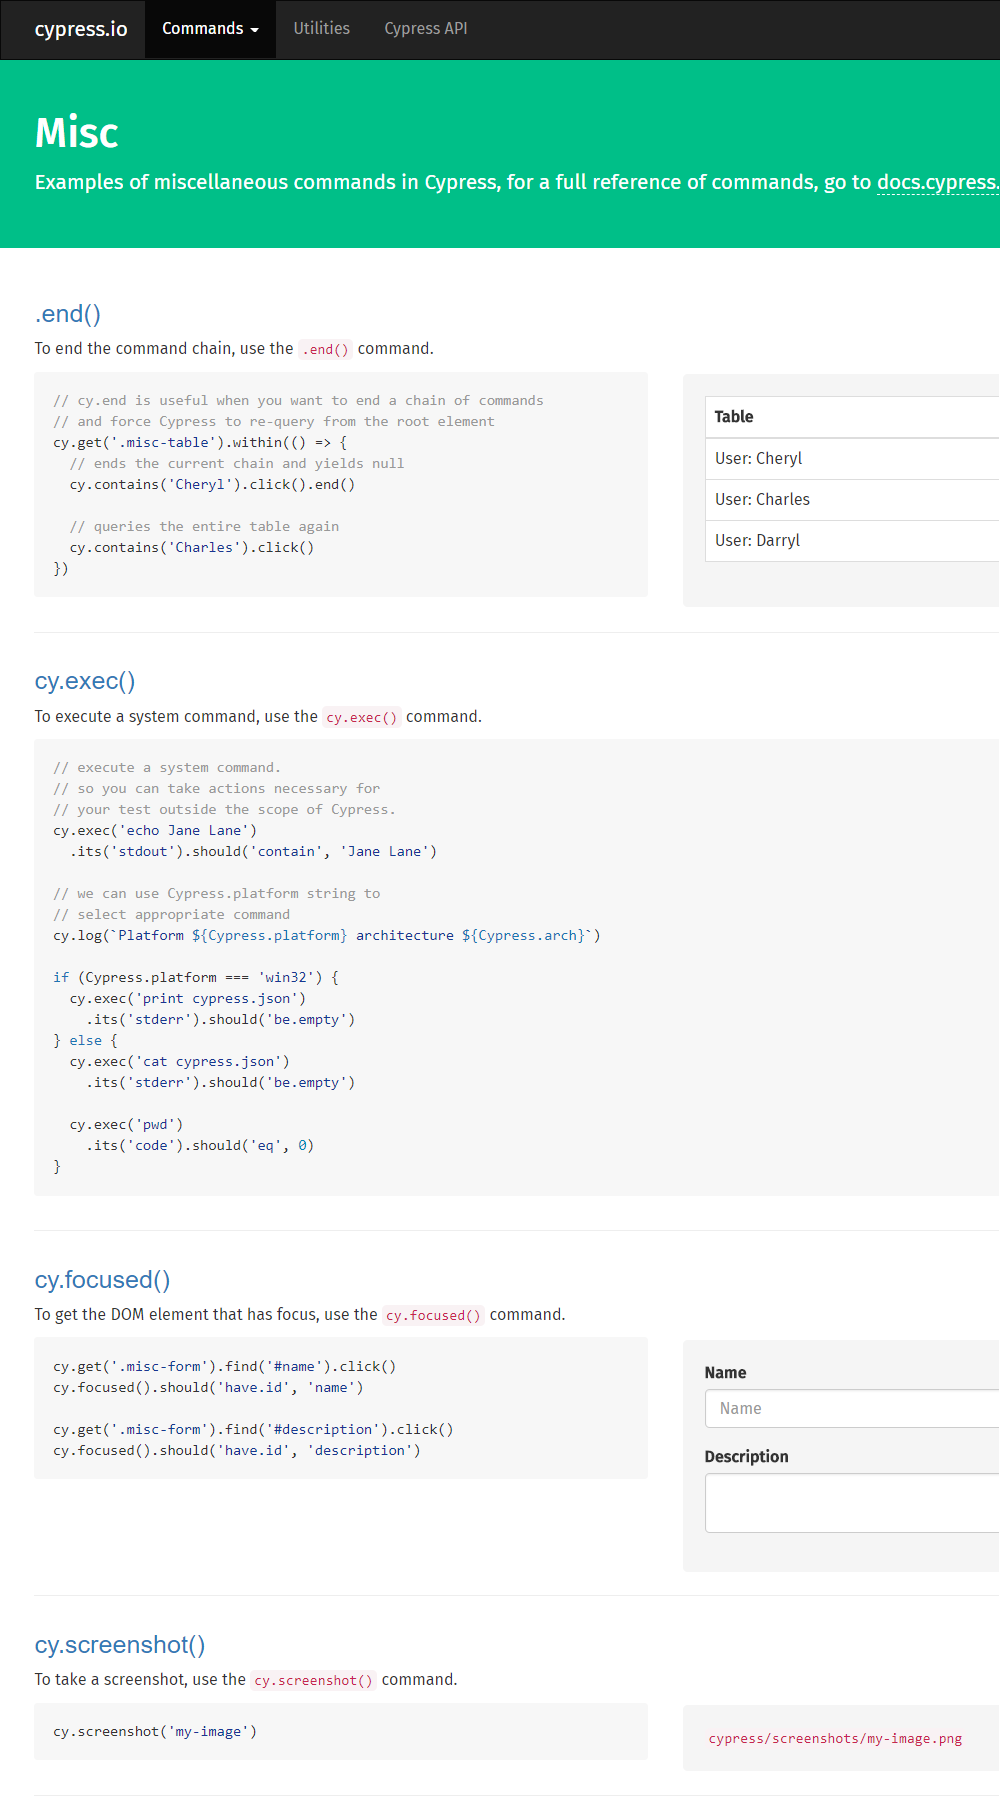 cypress.io Commands Utilities Cypress API
Misc
Examples of miscellaneous commands in Cypress, for a full reference of commands, go to docs.cypress.
.end()
To end the command chain, use the .end() command.
// cy.end is useful when you want to end a chain of commands
// and force Cypress to re-query from the root element
cy.get('.misc-table').within(() => {
  // ends the current chain and yields null
  cy.contains('Cheryl').click().end()
  // queries the entire table again
  cy.contains('Charles').click()
})
Table
User: Cheryl
User: Charles
User: Darryl
cy.exec()
To execute a system command, use the cy.exec() command.
// execute a system command.
// so you can take actions necessary for
// your test outside the scope of Cypress.
cy.exec('echo Jane Lane')
  .its('stdout').should('contain', 'Jane Lane')
// we can use Cypress.platform string to
// select appropriate command
cy.log(`Platform ${Cypress.platform} architecture ${Cypress.arch}`)
if (Cypress.platform === 'win32') {
  cy.exec('print cypress.json')
    .its('stderr').should('be.empty')
} else {
  cy.exec('cat cypress.json')
    .its('stderr').should('be.empty')
  cy.exec('pwd')
    .its('code').should('eq', 0)
}
cy.focused()
To get the DOM element that has focus, use the cy.focused() command.
cy.get('.misc-form').find('#name').click()
cy.focused().should('have.id', 'name')
cy.get('.misc-form').find('#description').click()
cy.focused().should('have.id', 'description')
Name
Name
Description
cy.screenshot()
To take a screenshot, use the cy.screenshot() command.
cy.screenshot('my-image')
cypress/screenshots/my-image.png